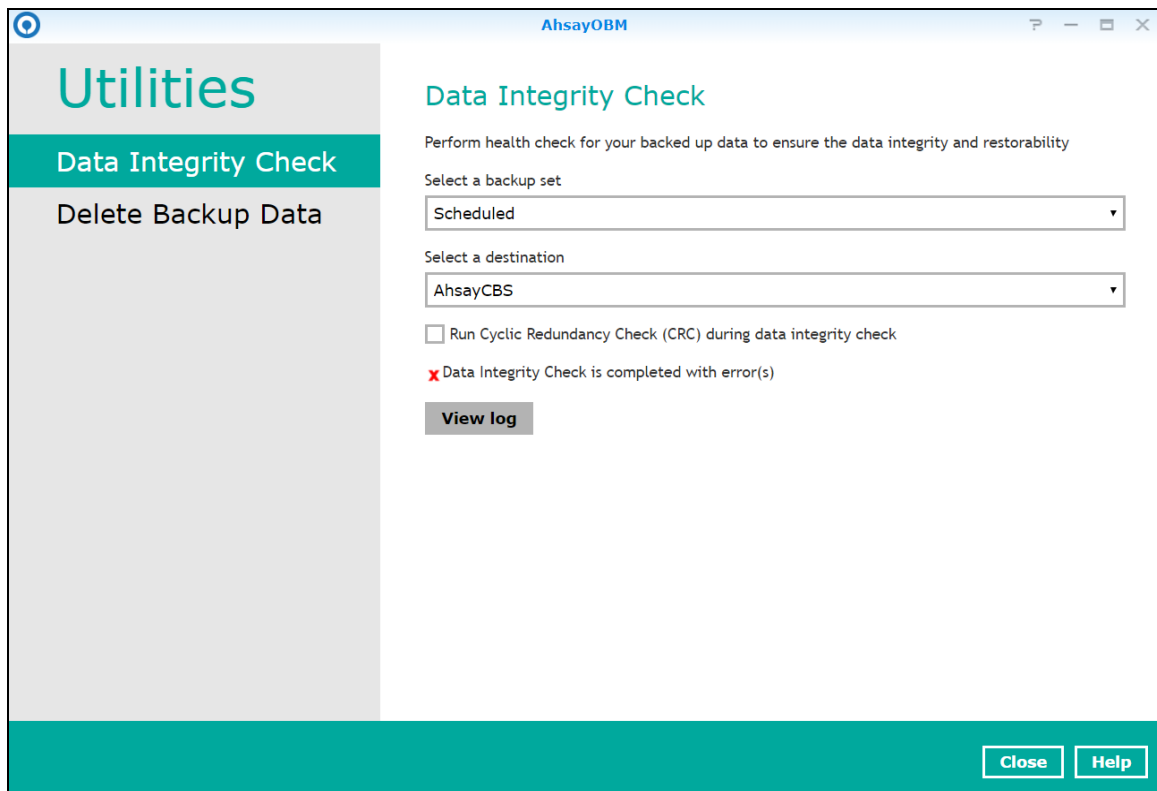 AhsayOBM
Utilities
Data Integrity Check
Delete Backup Data
Data Integrity Check
Perform health check for your backed up data to ensure the data integrity and restorability
Select a backup set
Scheduled
Select a destination
AhsayCBS
Run Cyclic Redundancy Check (CRC) during data integrity check
Data Integrity Check is completed with error(s)
View log
Close Help